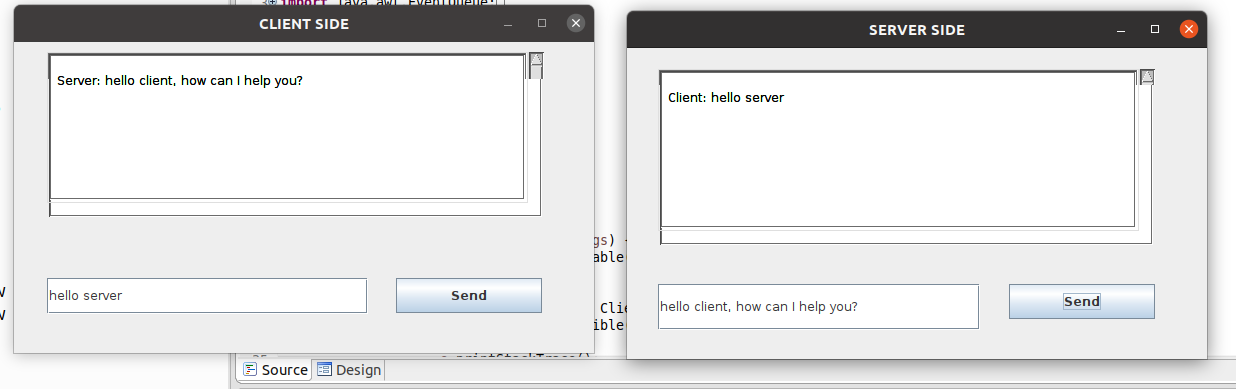 import java.awt.EventQueue;
CLIENT SIDE
Server: hello client, how can I help you?
hello server
Send
SERVER SIDE
Client: hello server
hello client, how can I help you?
Send
gs)
able
Clie
ible
printStackTrace()
Source
Design